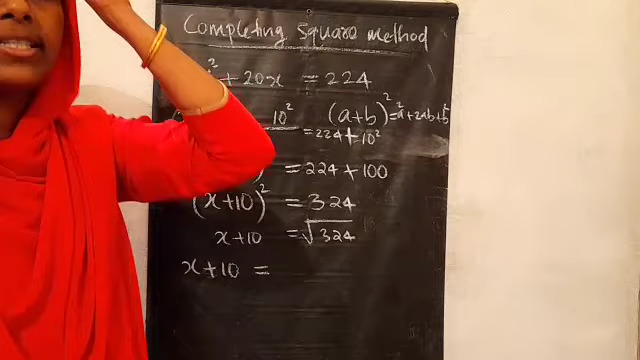 Completing Square Method
² + 20x = 224
10² (a+b)² = a² + 2ab + b²
= 224 + 10²
= 224 + 100
(x+10)² = 324
x+10 = √324
x+10 =